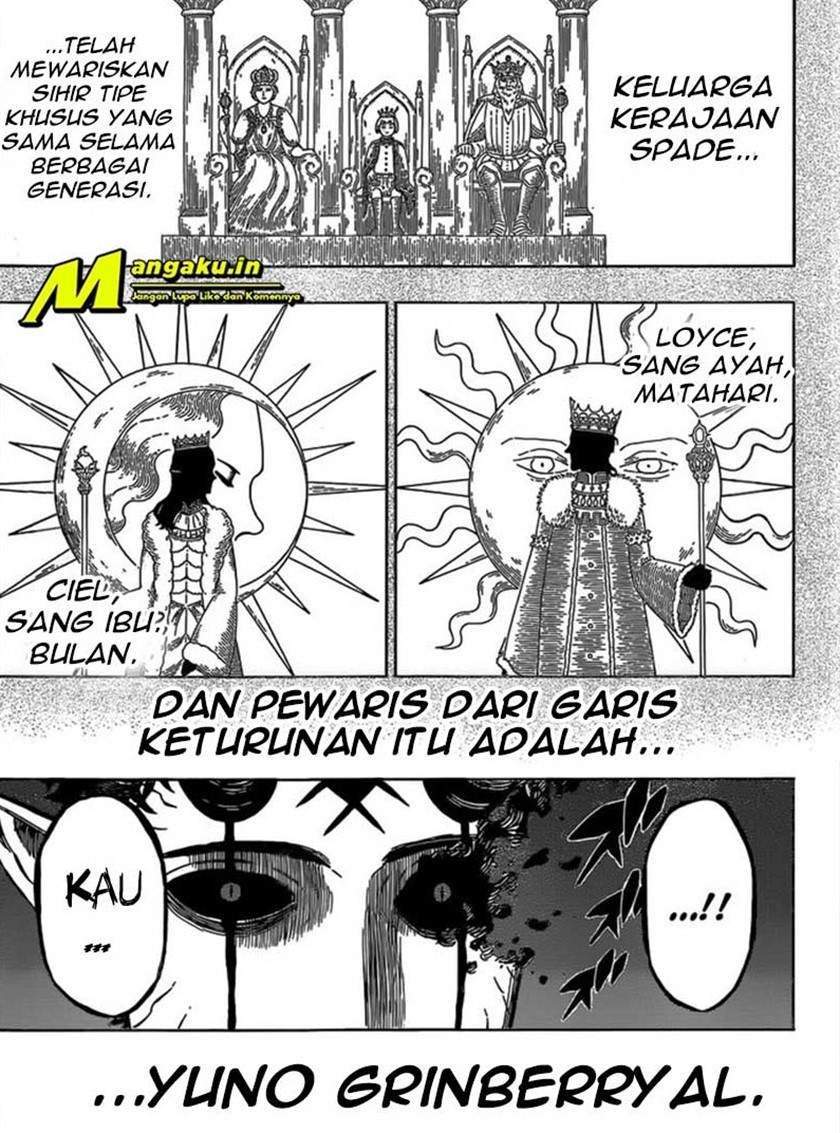 KELUARGA
KERAJAAN
SPADE...
...TELAH
MEWARISKAN
SIHIR TIPE
KHUSUS YANG
SAMA SELAMA
BERBAGAI
GENERASI.
Mangaku.in
Jangan Lupa Like dan Komennya
LOYCE,
SANG AYAH,
MATAHARI.
CIEL,
SANG IBU?
BULAN.
DAN PEWARIS DARI GARIS
KETURUNAN ITU ADALAH...
...!!
KAU
...
...YUNO GRINBERRYAL.